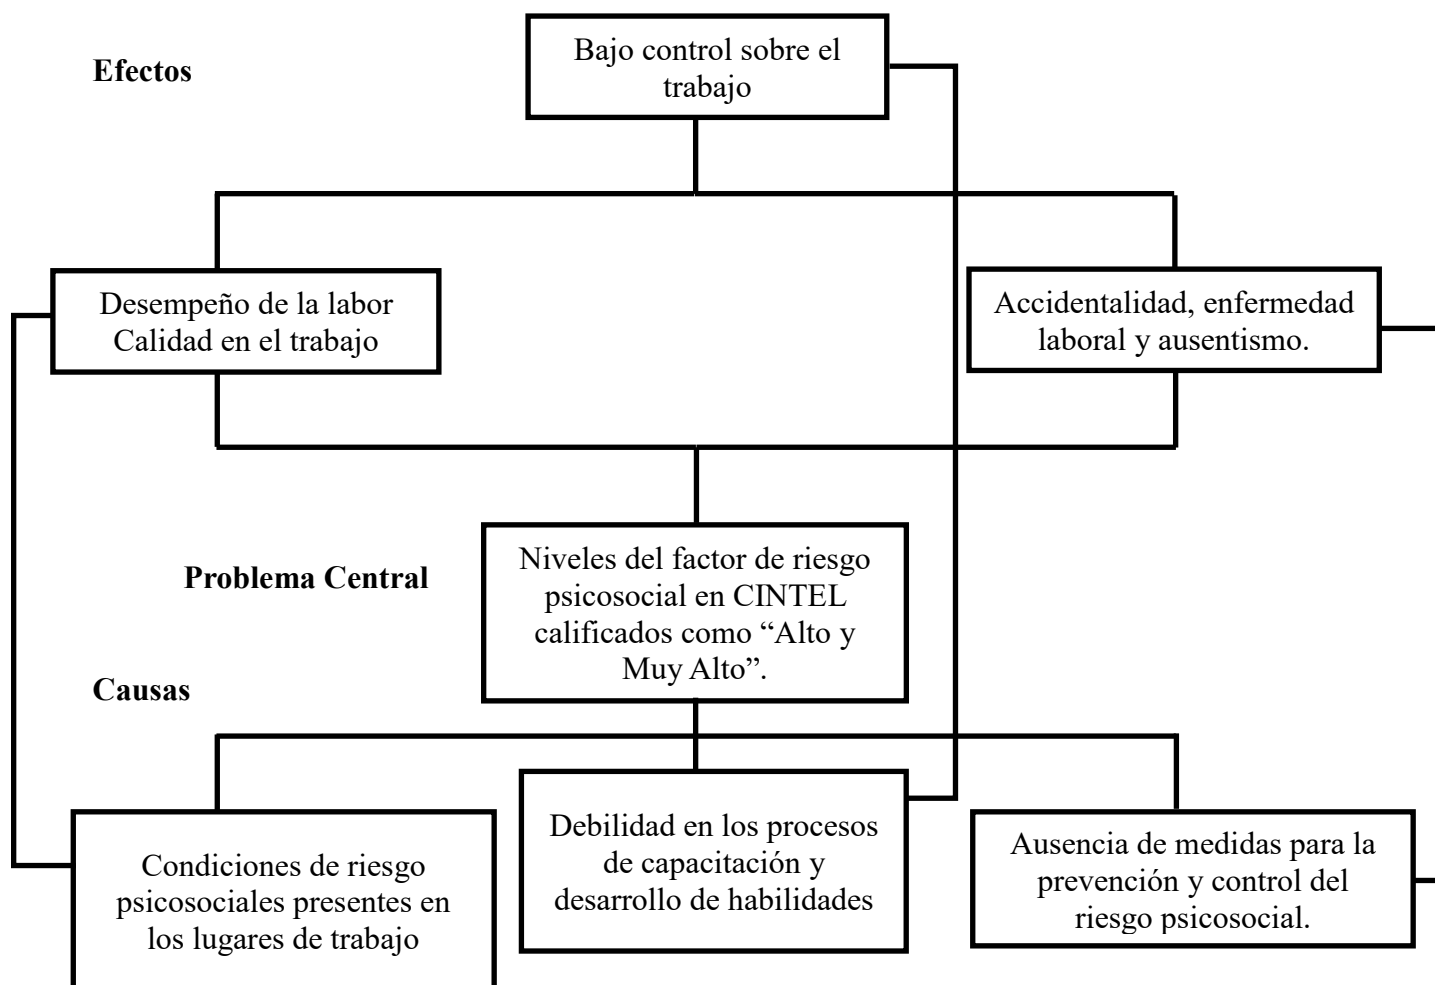 Efectos
Bajo control sobre el
trabajo
Desempeño de la labor
Calidad en el trabajo
Accidentalidad, enfermedad
laboral y ausentismo.
Problema Central
Niveles del factor de riesgo
psicosocial en CINTEL
calificados como “Alto y
Muy Alto”.
Causas
Condiciones de riesgo
psicosociales presentes en
los lugares de trabajo
Debilidad en los procesos
de capacitación y
desarrollo de habilidades
Ausencia de medidas para la
prevención y control del
riesgo psicosocial.